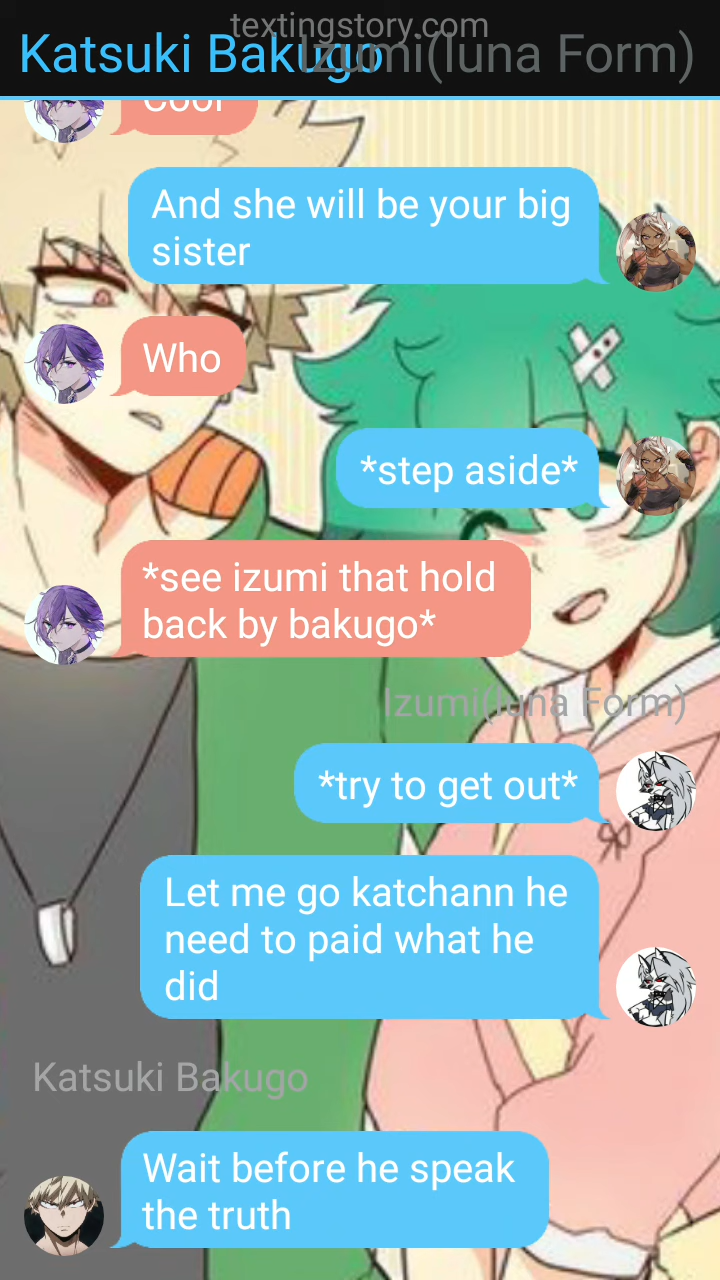 textingstory.com
Katsuki Bakugo
Izumi(luna Form)
Cool
And she will be your big
sister
Who
*step aside*
*see izumi that hold
back by bakugo*
Izumi(luna Form)
*try to get out*
Let me go katchann he
need to paid what he
did
Katsuki Bakugo
Wait before he speak
the truth